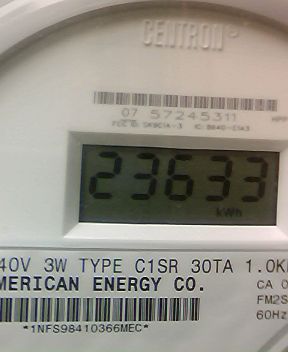 CENTRON
07 57245311
23633
kWh
40V 3W TYPE C1SR 30TA 1.0K
MERICAN ENERGY CO.
CA 0
FM2S
60Hz
*1NFS98410366MEC*